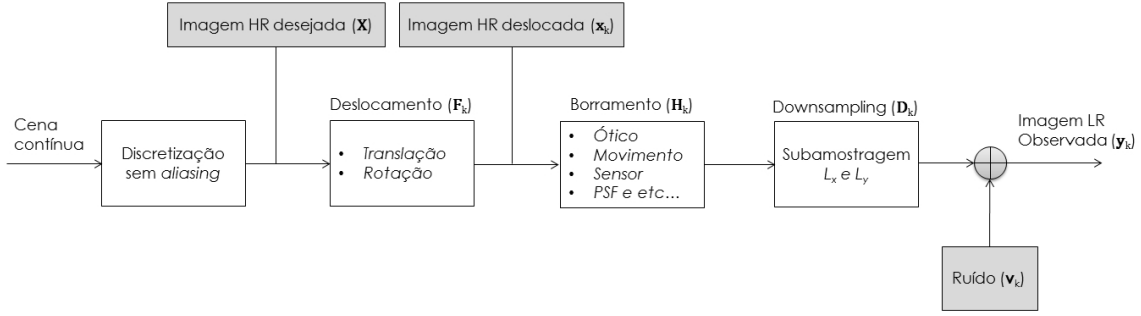 Imagem HR desejada (X)
Imagem HR deslocada (xk)
Deslocamento (Fk)
Borramento (Hk)
Downsampling (Dk)
Cena
contínua
Discretização
sem aliasing
• Translação
• Rotação
• Ótico
• Movimento
• Sensor
• PSF e etc...
Subamostragem
Lx e Ly
Imagem LR
Observada (yk)
Ruído (vk)